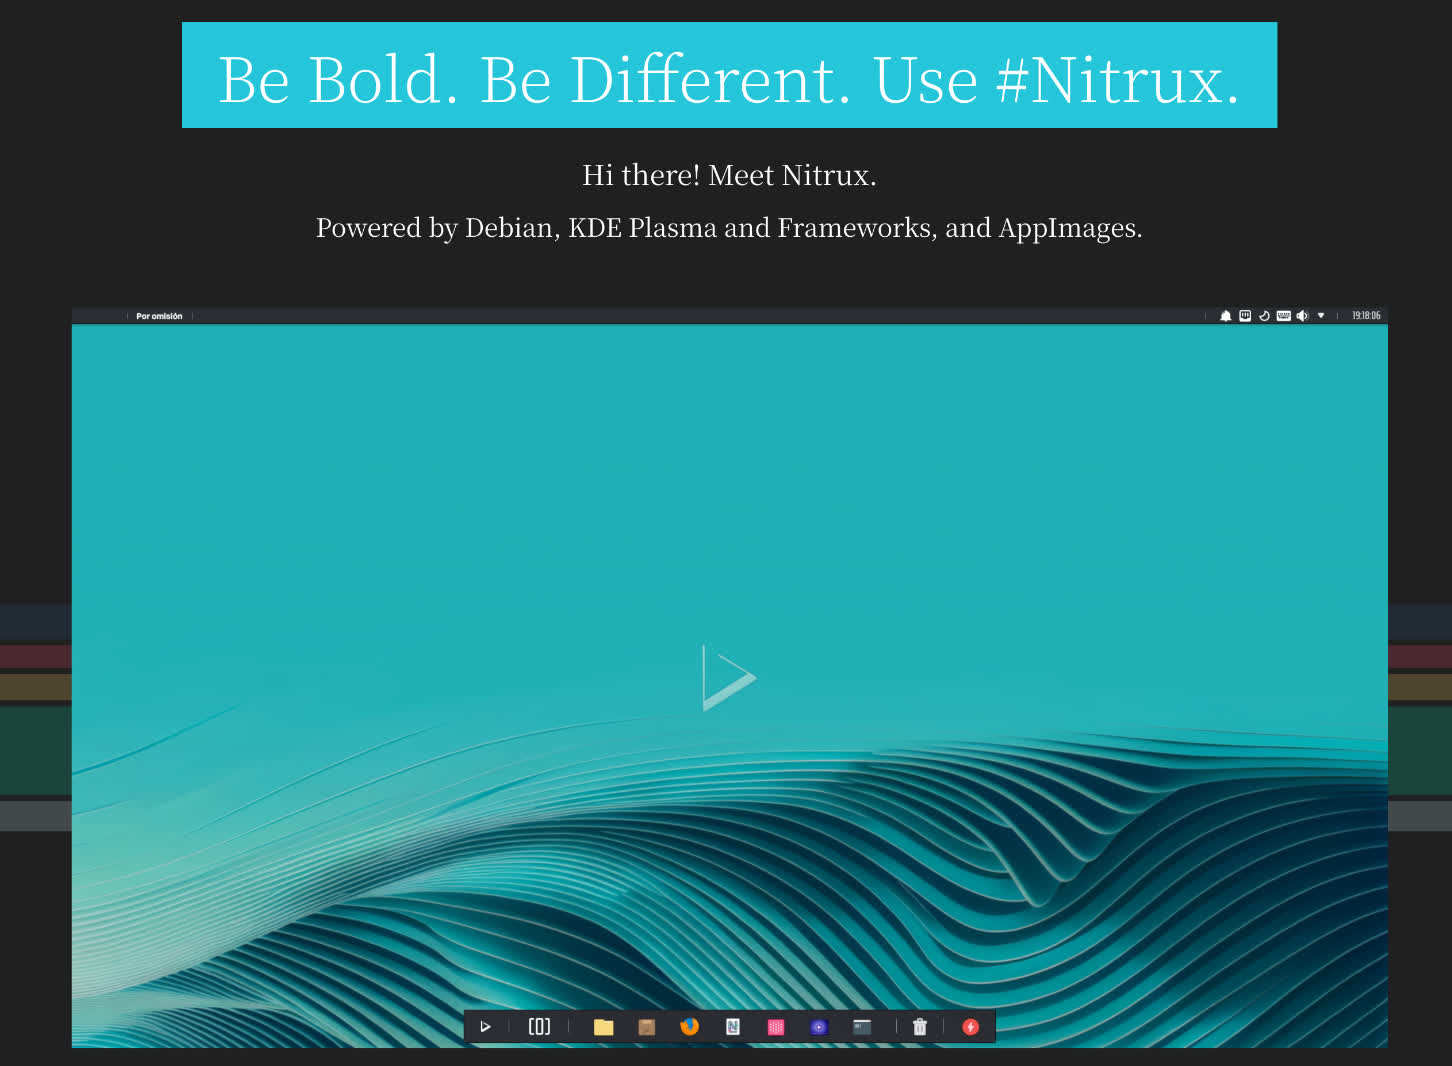 Be Bold. Be Different. Use #Nitrux.
Hi there! Meet Nitrux.
Powered by Debian, KDE Plasma and Frameworks, and AppImages.
Por omisión
19:18:06